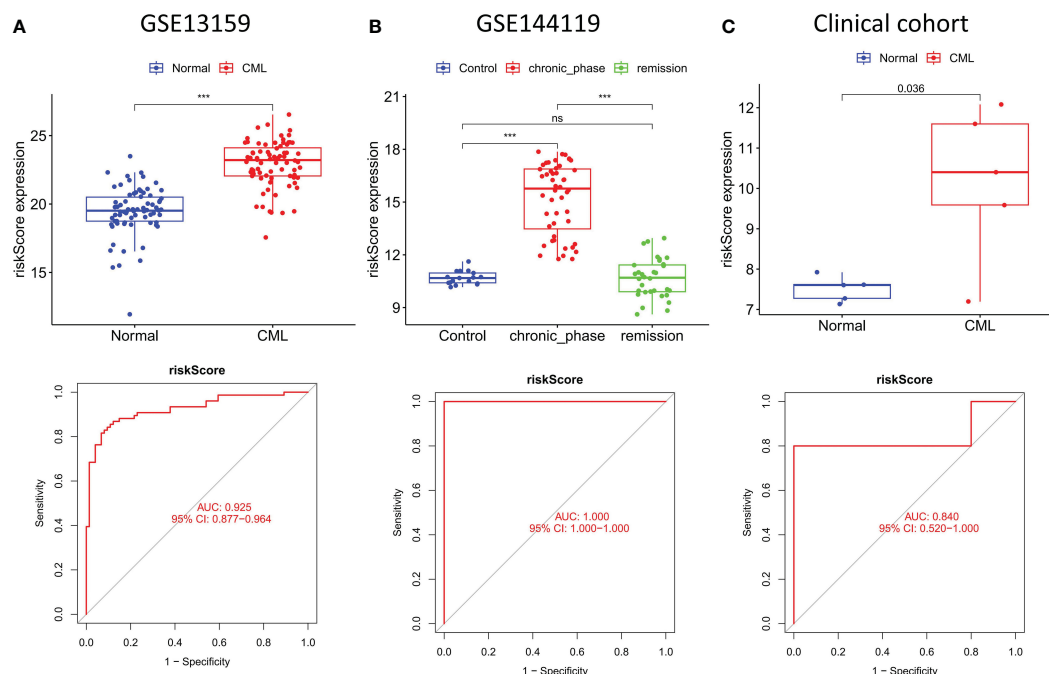 A GSE13159
Normal CML
***
riskScore expression
25
20
15
Normal CML
riskScore
Sensitivity
1.0
0.8
0.6
0.4
0.2
0.0
AUC: 0.925
95% CI: 0.877–0.964
0.0 0.2 0.4 0.6 0.8 1.0
1 − Specificity
B GSE144119
Control chronic_phase remission
***
ns
***
riskScore expression
21
18
15
12
9
Control chronic_phase remission
riskScore
Sensitivity
1.0
0.8
0.6
0.4
0.2
0.0
AUC: 1.000
95% CI: 1.000–1.000
0.0 0.2 0.4 0.6 0.8 1.0
1 − Specificity
C Clinical cohort
Normal CML
0.036
riskScore expression
12
11
10
9
8
7
Normal CML
riskScore
Sensitivity
1.0
0.8
0.6
0.4
0.2
0.0
AUC: 0.840
95% CI: 0.520–1.000
0.0 0.2 0.4 0.6 0.8 1.0
1 − Specificity